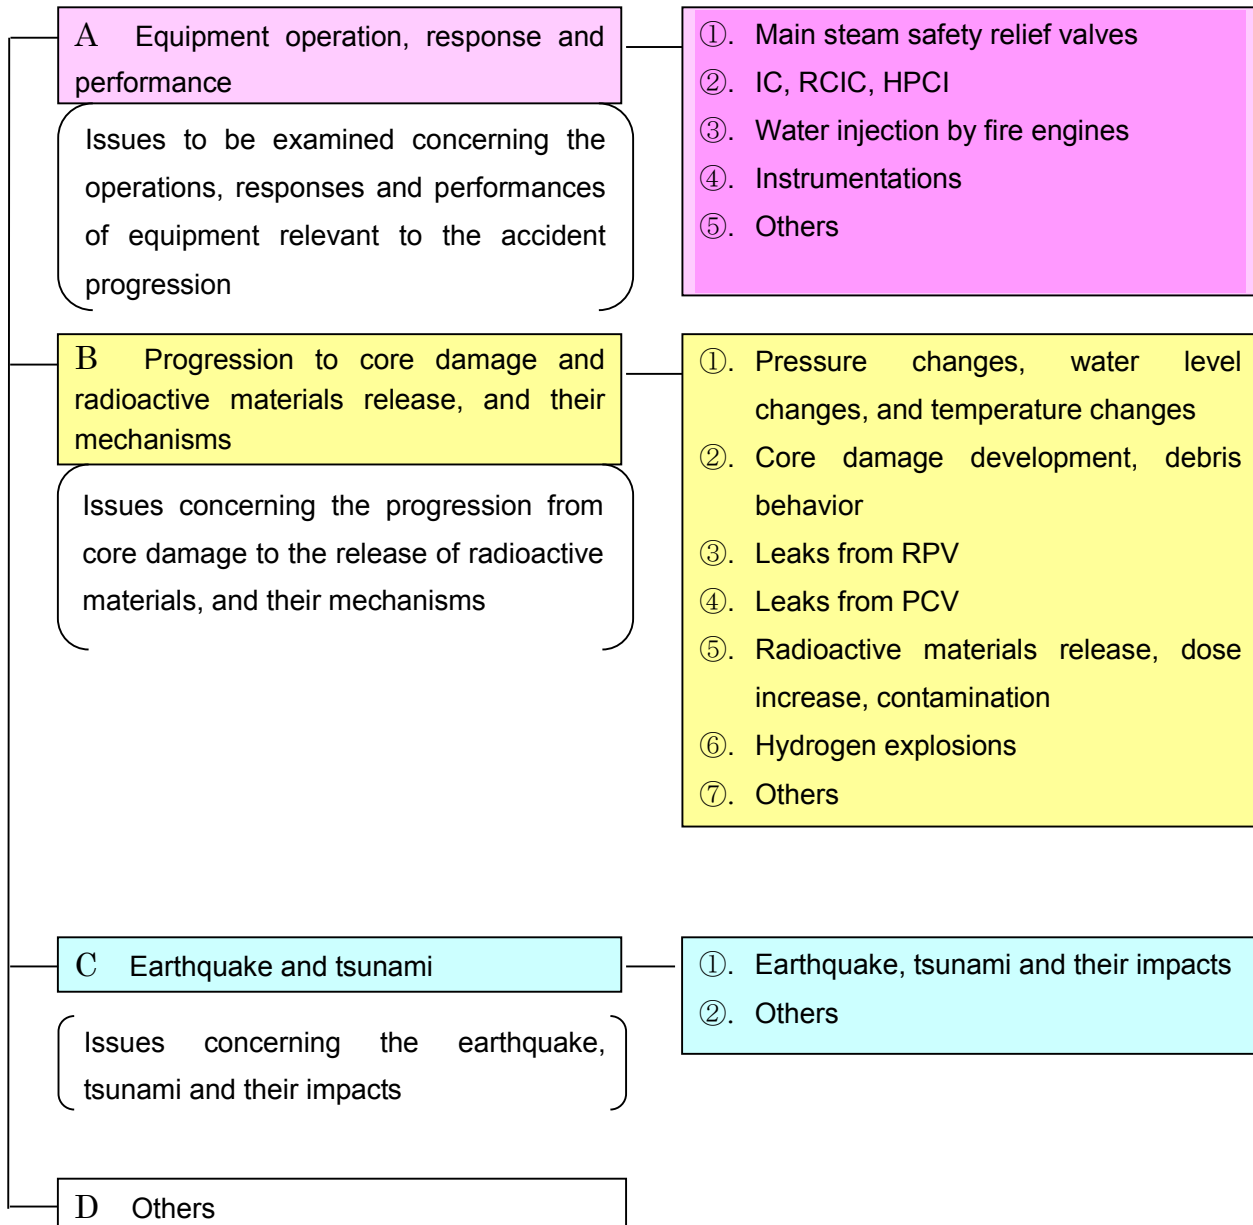 A Equipment operation, response and
performance
Issues to be examined concerning the
operations, responses and performances
of equipment relevant to the accident
progression
①. Main steam safety relief valves
②. IC, RCIC, HPCI
③. Water injection by fire engines
④. Instrumentations
⑤. Others
B Progression to core damage and
radioactive materials release, and their
mechanisms
Issues concerning the progression from
core damage to the release of radioactive
materials, and their mechanisms
①. Pressure changes, water level
changes, and temperature changes
②. Core damage development, debris
behavior
③. Leaks from RPV
④. Leaks from PCV
⑤. Radioactive materials release, dose
increase, contamination
⑥. Hydrogen explosions
⑦. Others
C Earthquake and tsunami
Issues concerning the earthquake,
tsunami and their impacts
①. Earthquake, tsunami and their impacts
②. Others
D Others